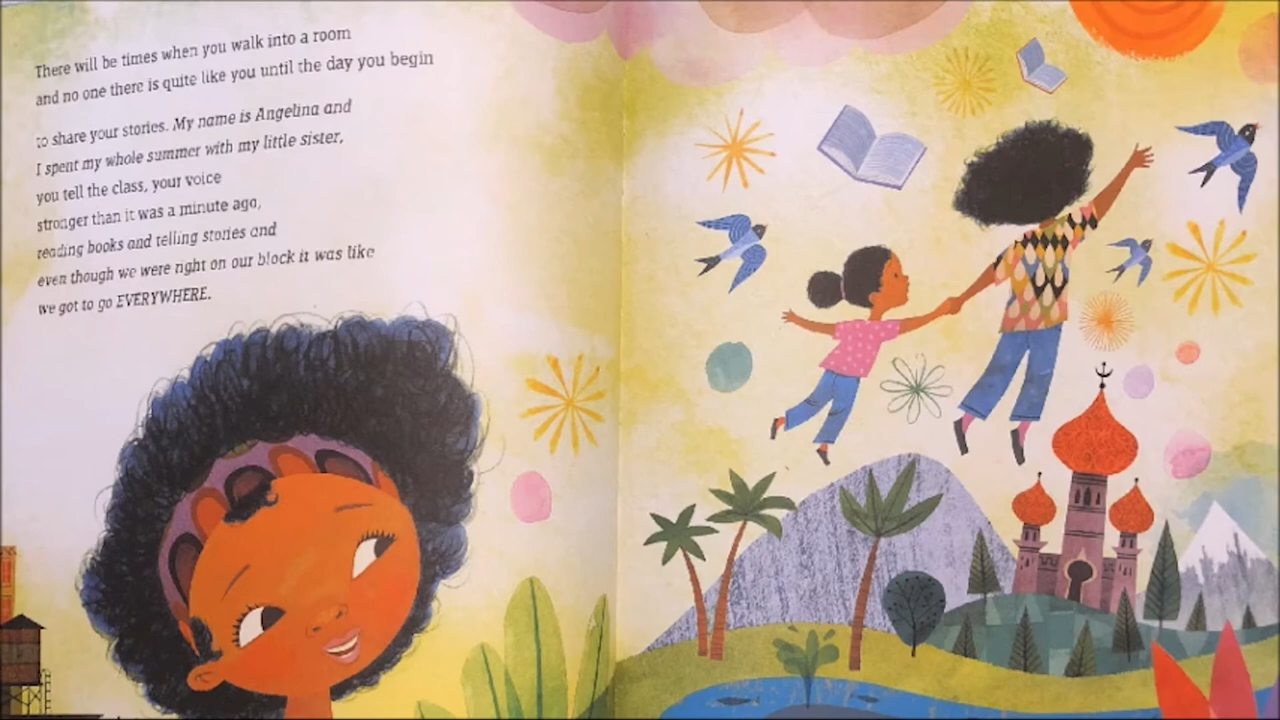 There will be times when you walk into a room
and no one there is quite like you until the day you begin
to share your stories. My name is Angelina and
I spent my whole summer with my little sister,
you tell the class, your voice
stronger than it was a minute ago,
reading books and telling stories and
even though we were right on our block it was like
we got to go EVERYWHERE.